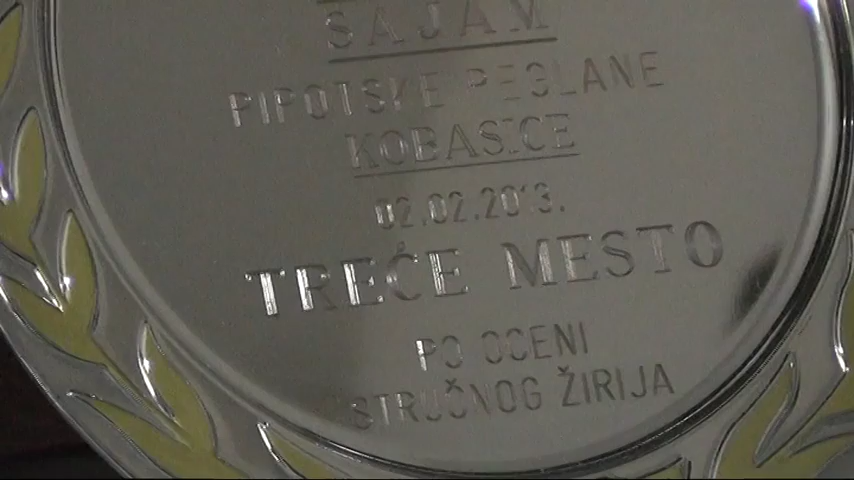 SAJAM
PIPOTSKE PEGLANE
KOBASICE
02.02.2013.
TREĆE MESTO
PO OCENI
STRUČNOG ŽIRIJA